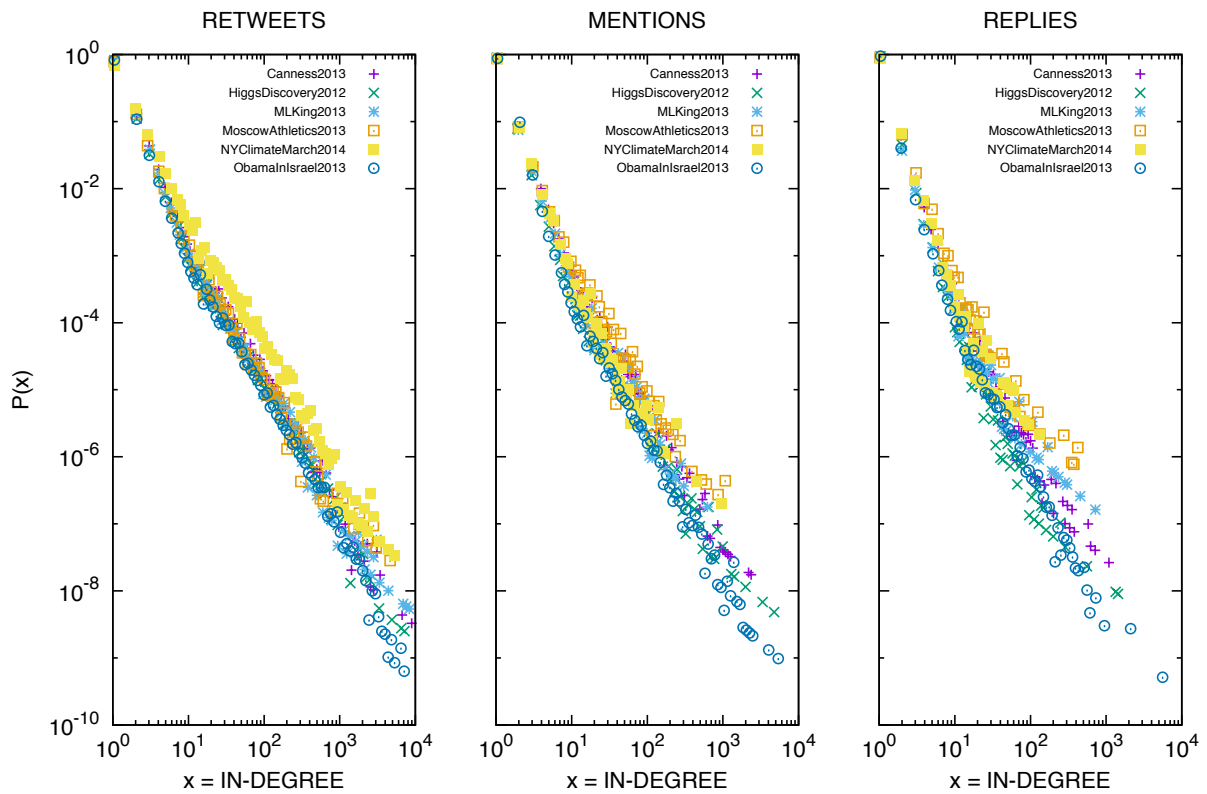 RETWEETS
MENTIONS
REPLIES
P(x)
10^0
10^-2
10^-4
10^-6
10^-8
10^-10
Canness2013
HiggsDiscovery2012
MLKing2013
MoscowAthletics2013
NYClimateMarch2014
ObamaInIsrael2013
Canness2013
HiggsDiscovery2012
MLKing2013
MoscowAthletics2013
NYClimateMarch2014
ObamaInIsrael2013
Canness2013
HiggsDiscovery2012
MLKing2013
MoscowAthletics2013
NYClimateMarch2014
ObamaInIsrael2013
10^0 10^1 10^2 10^3 10^4
10^0 10^1 10^2 10^3 10^4
10^0 10^1 10^2 10^3 10^4
x = IN-DEGREE
x = IN-DEGREE
x = IN-DEGREE